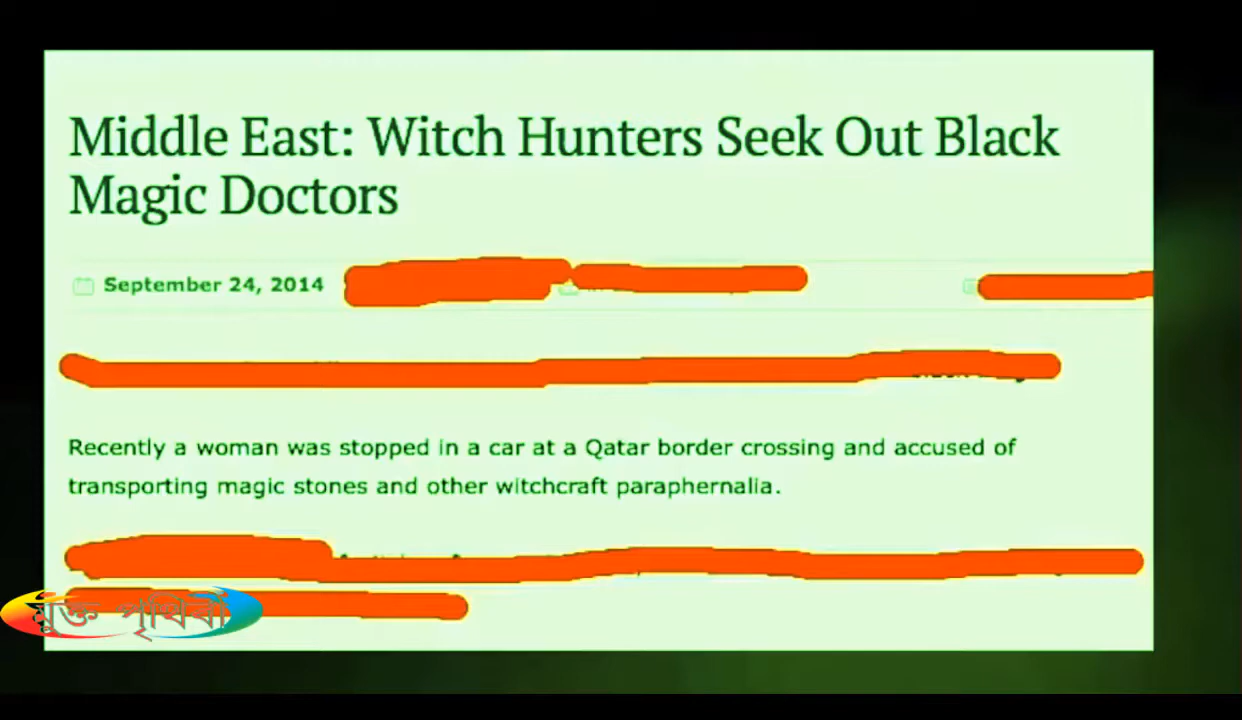 Middle East: Witch Hunters Seek Out Black
Magic Doctors
September 24, 2014
Recently a woman was stopped in a car at a Qatar border crossing and accused of
transporting magic stones and other witchcraft paraphernalia.
মুক্ত পৃথিবী